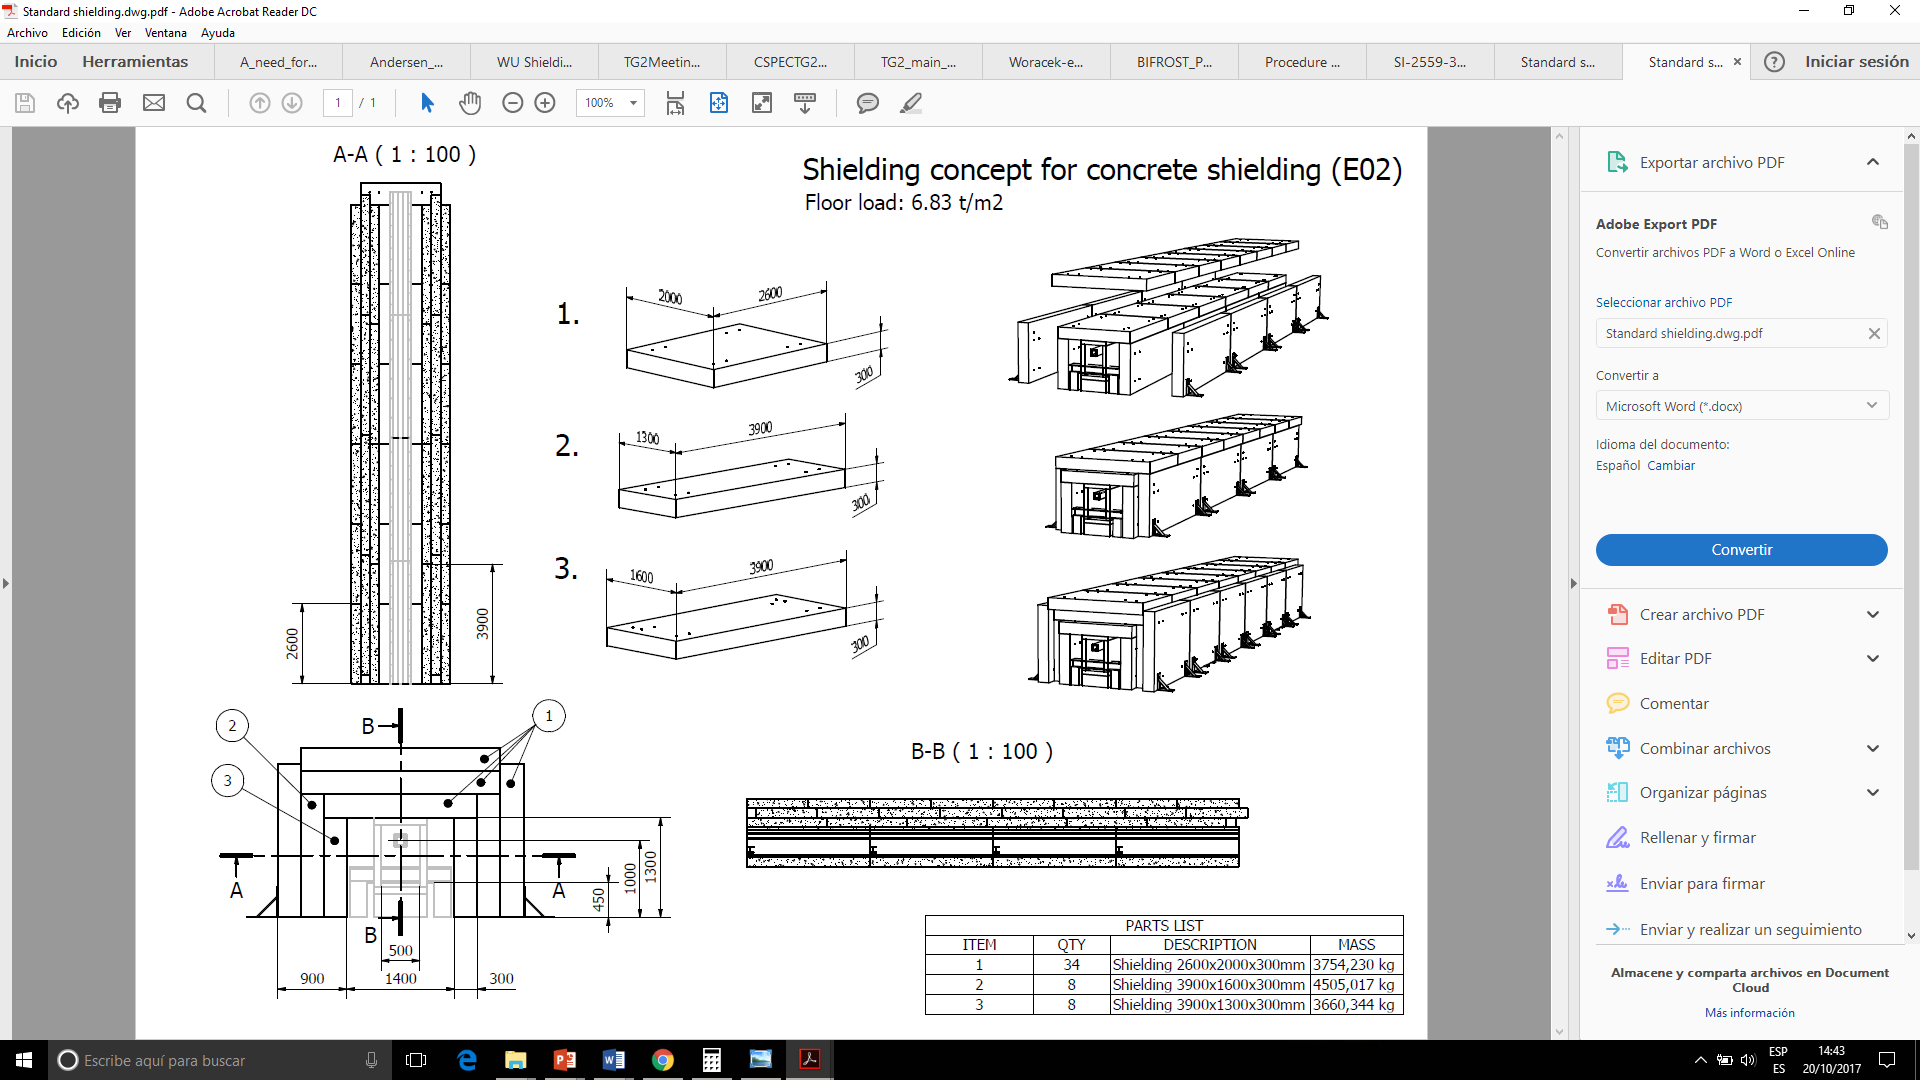 Standard shielding.dwg.pdf - Adobe Acrobat Reader DC
Archivo Edición Ver Ventana Ayuda
Inicio Herramientas A_need_for... Andersen_... WU Shieldi... TG2Meetin... CSPECTG2... TG2_main_... Woracek-e... BIFROST_P... Procedure ... SI-2559-3... Standard s... Standard s... Iniciar sesión
1 / 1 100%
A-A ( 1 : 100 )
Shielding concept for concrete shielding (E02)
Floor load: 6.83 t/m2
1.
2000
2600
300
2.
1300
3900
300
3.
1600
3900
300
2600
3900
B
1
2
3
A
A
B
450
1000
1300
500
900
1400
300
B-B ( 1 : 100 )
PARTS LIST
ITEM QTY DESCRIPTION MASS
1 34 Shielding 2600x2000x300mm 3754,230 kg
2 8 Shielding 3900x1600x300mm 4505,017 kg
3 8 Shielding 3900x1300x300mm 3660,344 kg
Exportar archivo PDF
Adobe Export PDF
Convertir archivos PDF a Word o Excel Online
Seleccionar archivo PDF
Standard shielding.dwg.pdf
Convertir a
Microsoft Word (*.docx)
Idioma del documento:
Español Cambiar
Convertir
Crear archivo PDF
Editar PDF
Comentar
Combinar archivos
Organizar páginas
Rellenar y firmar
Enviar para firmar
Enviar y realizar un seguimiento
Almacene y comparta archivos en Document
Cloud
Más información
Escribe aquí para buscar
ESP
ES
14:43
20/10/2017